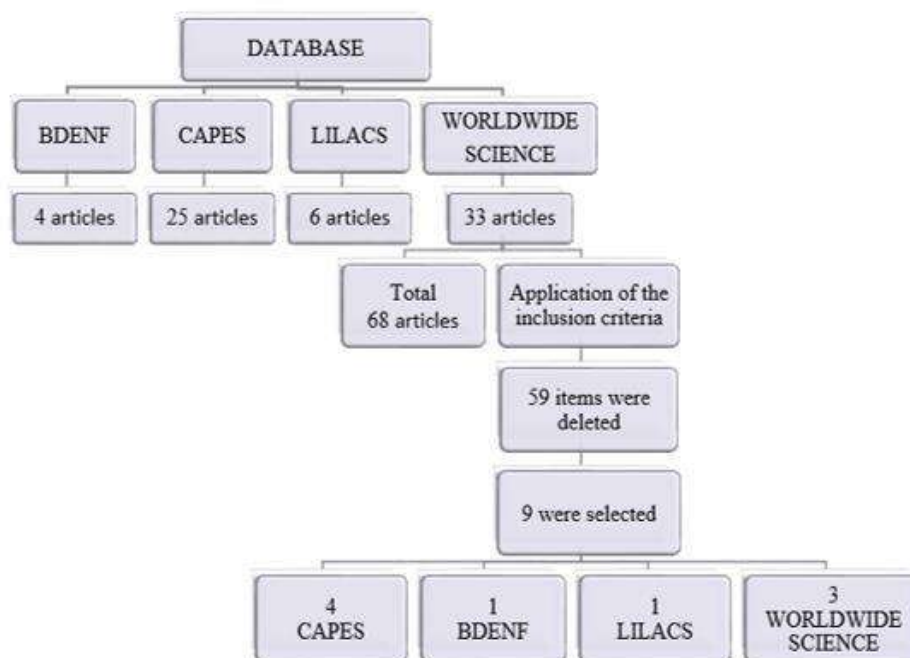 DATABASE
BDENF
CAPES
LILACS
WORLDWIDE
SCIENCE
4 articles
25 articles
6 articles
33 articles
Total
68 articles
Application of the
inclusion criteria
59 items were
deleted
9 were selected
4
CAPES
1
BDENF
1
LILACS
3
WORLDWIDE
SCIENCE